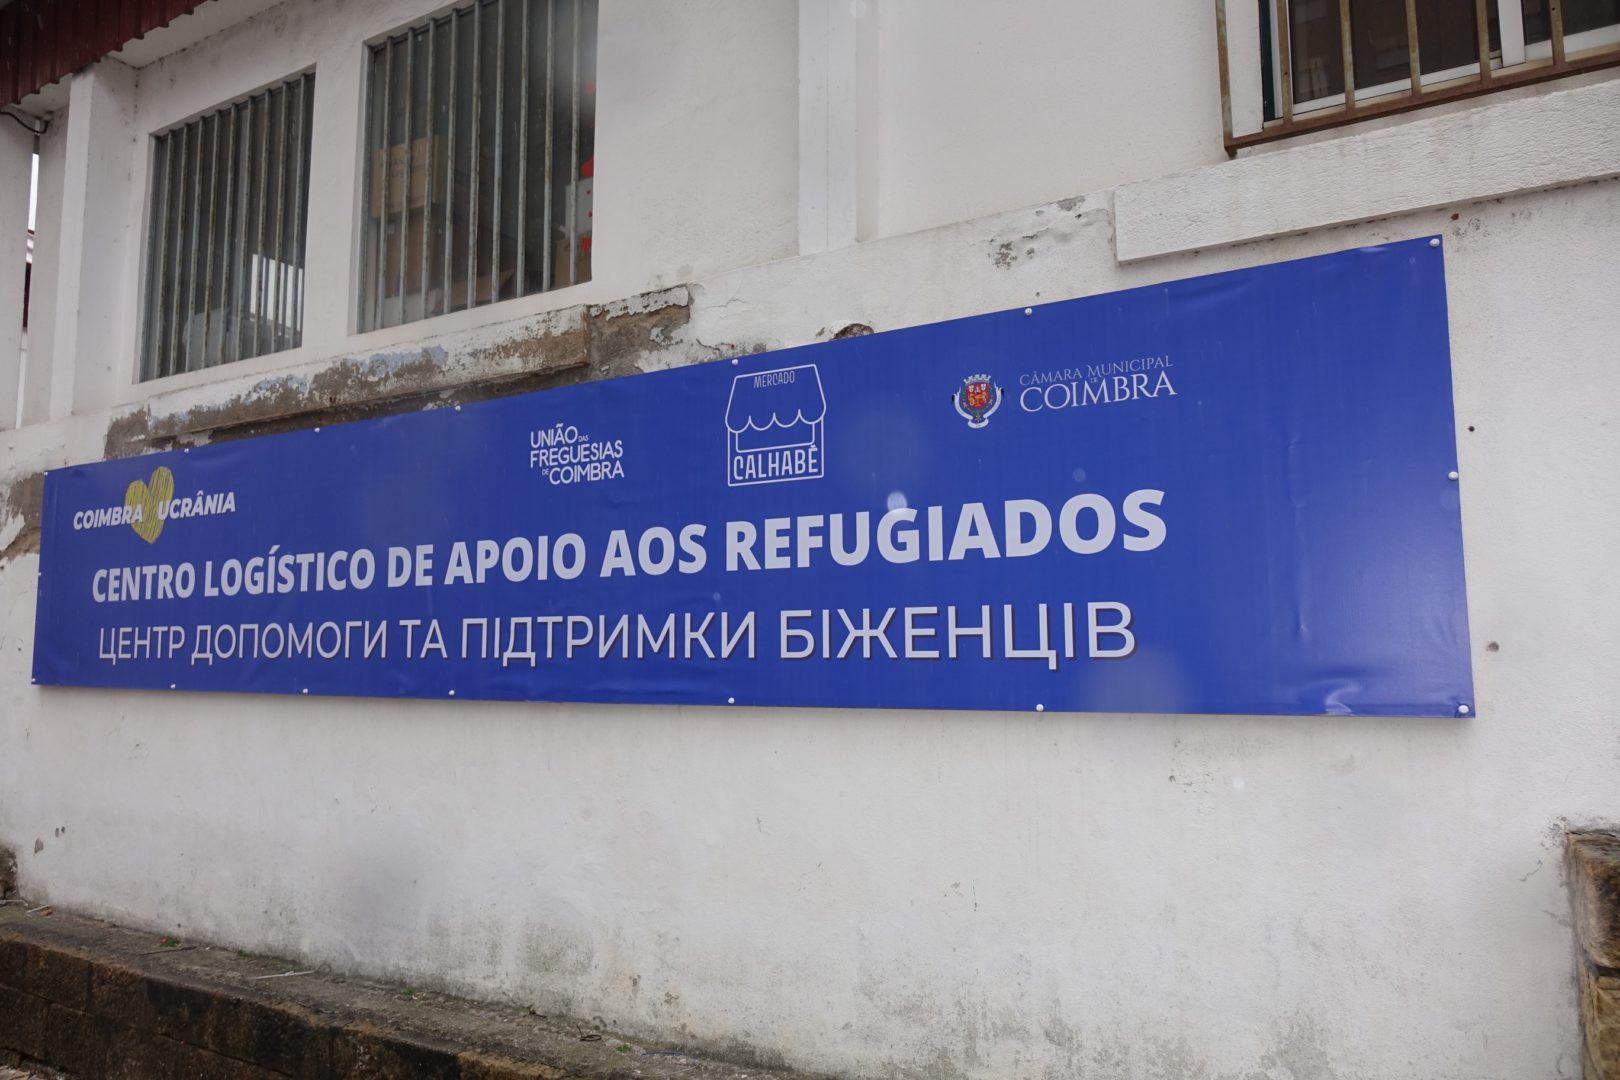 COIMBRA UCRÂNIA
UNIÃO DAS
FREGUESIAS
DE COIMBRA
MERCADO
CALHABÉ
CÂMARA MUNICIPAL
DE
COIMBRA
CENTRO LOGÍSTICO DE APOIO AOS REFUGIADOS
ЦЕНТР ДОПОМОГИ ТА ПІДТРИМКИ БІЖЕНЦІВ